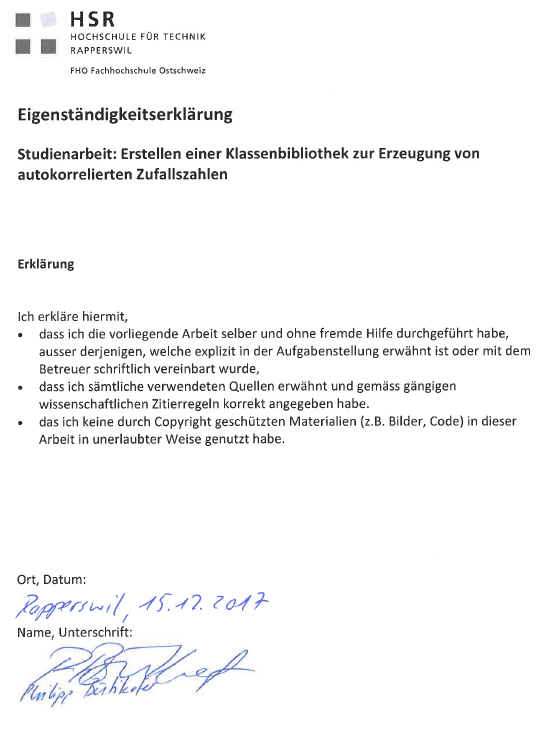 HSR
HOCHSCHULE FÜR TECHNIK
RAPPERSWIL
FHO Fachhochschule Ostschweiz
Eigenständigkeitserklärung
Studienarbeit: Erstellen einer Klassenbibliothek zur Erzeugung von
autokorrelierten Zufallszahlen
Erklärung
Ich erkläre hiermit,
• dass ich die vorliegende Arbeit selber und ohne fremde Hilfe durchgeführt habe,
ausser derjenigen, welche explizit in der Aufgabenstellung erwähnt ist oder mit dem
Betreuer schriftlich vereinbart wurde,
• dass ich sämtliche verwendeten Quellen erwähnt und gemäss gängigen
wissenschaftlichen Zitierregeln korrekt angegeben habe.
• das ich keine durch Copyright geschützten Materialien (z.B. Bilder, Code) in dieser
Arbeit in unerlaubter Weise genutzt habe.
Ort, Datum:
Rapperswil, 15.12.2017
Name, Unterschrift:
Philipp